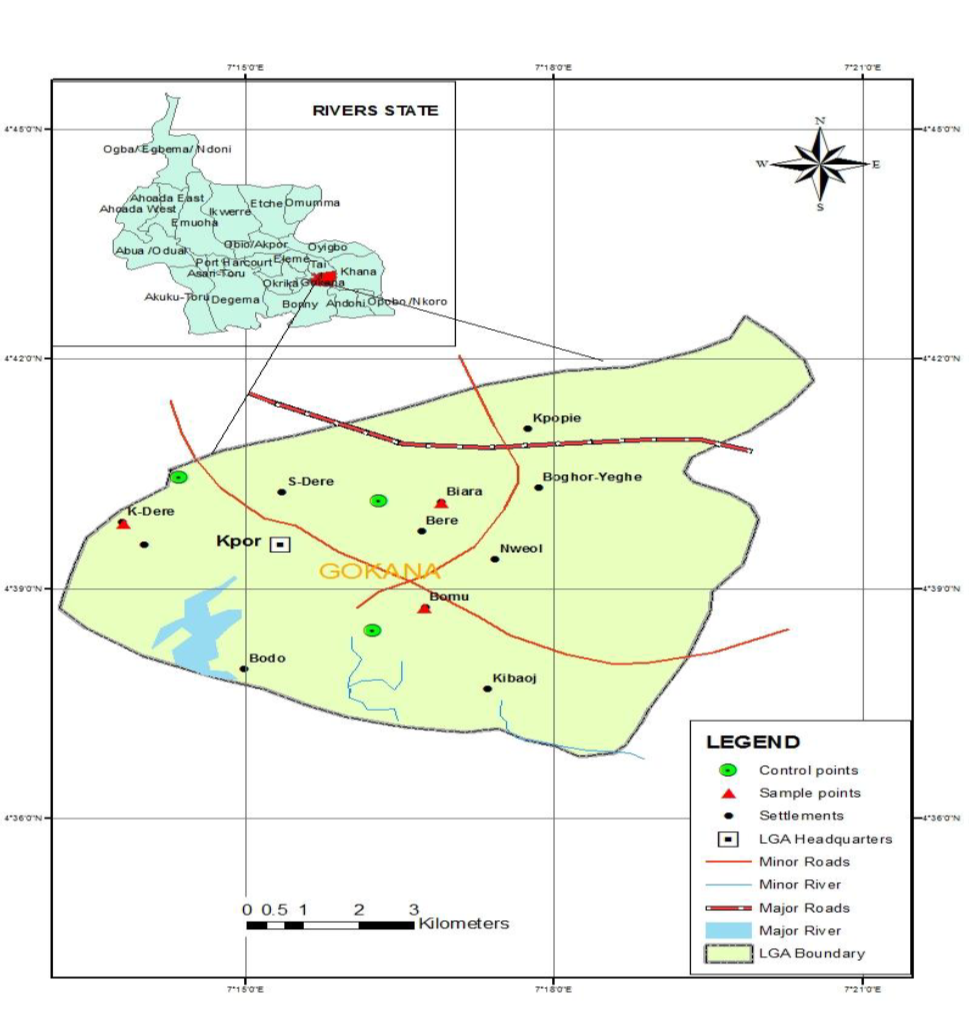 7°15'0"E 7°18'0"E 7°21'0"E
RIVERS STATE
4°45'0"N 4°45'0"N
N
W E
S
Ogba/Egbema/Ndoni
Ahoada East
Ahoada West
Ikwerre
Etche Omumma
Emuoha
Abua /Odual
Obio/Akpor
Oyigbo
Port Harcourt
Eleme
Tai
Khana
Asari-Toru
Okrika
Gokana
Akuku-Toru
Degema
Bonny
Andoni
Opobo/Nkoro
4°42'0"N 4°42'0"N
Kpopie
S-Dere
Boghor-Yeghe
Biara
K-Dere
Bere
Kpor
Nweol
GOKANA
4°39'0"N 4°39'0"N
Bomu
Bodo
Kibaoj
LEGEND
Control points
Sample points
Settlements
LGA Headquarters
Minor Roads
Minor River
Major Roads
Major River
LGA Boundary
4°36'0"N 4°36'0"N
0 0.5 1 2 3
Kilometers
7°15'0"E 7°18'0"E 7°21'0"E